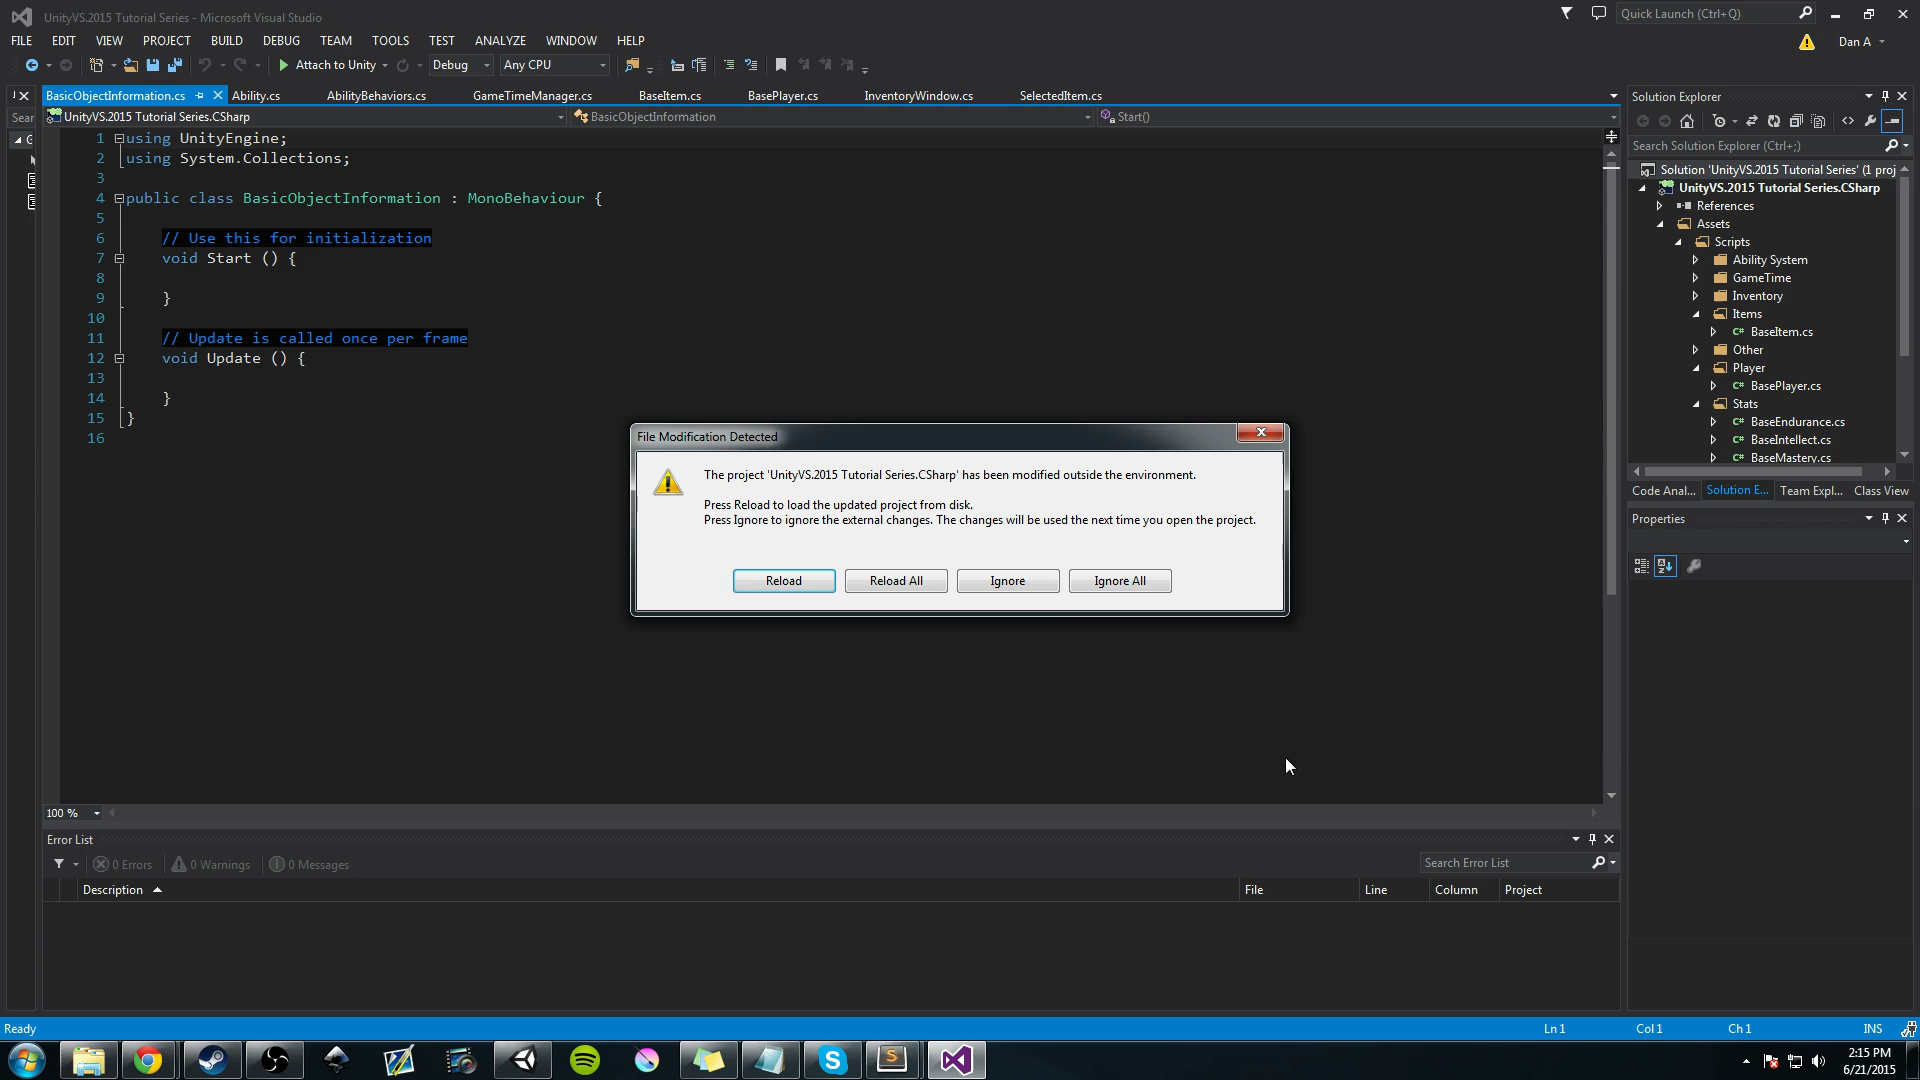 UnityVS.2015 Tutorial Series - Microsoft Visual Studio
Quick Launch (Ctrl+Q)
FILE EDIT VIEW PROJECT BUILD DEBUG TEAM TOOLS TEST ANALYZE WINDOW HELP
Dan A
Attach to Unity Debug Any CPU
BasicObjectInformation.cs Ability.cs AbilityBehaviors.cs GameTimeManager.cs BaseItem.cs BasePlayer.cs InventoryWindow.cs SelectedItem.cs
UnityVS.2015 Tutorial Series.CSharp BasicObjectInformation Start()
Sear
1 using UnityEngine;
2 using System.Collections;
3
4 public class BasicObjectInformation : MonoBehaviour {
5
6 // Use this for initialization
7 void Start () {
8
9 }
10
11 // Update is called once per frame
12 void Update () {
13
14 }
15 }
16
File Modification Detected
The project 'UnityVS.2015 Tutorial Series.CSharp' has been modified outside the environment.
Press Reload to load the updated project from disk.
Press Ignore to ignore the external changes. The changes will be used the next time you open the project.
Reload Reload All Ignore Ignore All
Solution Explorer
Search Solution Explorer (Ctrl+;)
Solution 'UnityVS.2015 Tutorial Series' (1 proj
UnityVS.2015 Tutorial Series.CSharp
References
Assets
Scripts
Ability System
GameTime
Inventory
Items
C# BaseItem.cs
Other
Player
C# BasePlayer.cs
Stats
C# BaseEndurance.cs
C# BaseIntellect.cs
C# BaseMastery.cs
Code Anal... Solution E... Team Expl... Class View
Properties
100 %
Error List
0 Errors 0 Warnings 0 Messages
Search Error List
Description File Line Column Project
Ready Ln 1 Col 1 Ch 1 INS
2:15 PM
6/21/2015